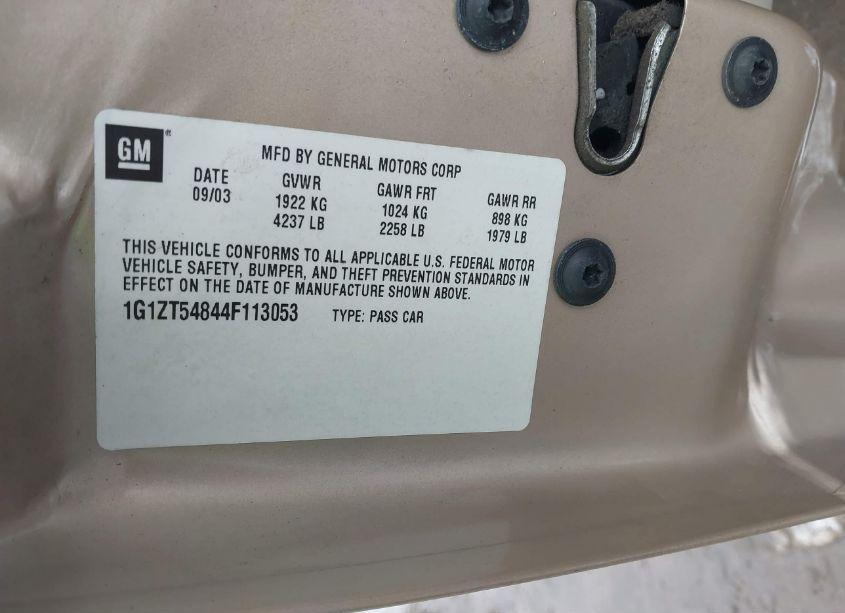 GM ®
MFD BY GENERAL MOTORS CORP
DATE GVWR GAWR FRT GAWR RR
09/03 1922 KG 1024 KG 898 KG
4237 LB 2258 LB 1979 LB
THIS VEHICLE CONFORMS TO ALL APPLICABLE U.S. FEDERAL MOTOR
VEHICLE SAFETY, BUMPER, AND THEFT PREVENTION STANDARDS IN
EFFECT ON THE DATE OF MANUFACTURE SHOWN ABOVE.
1G1ZT54844F113053 TYPE: PASS CAR